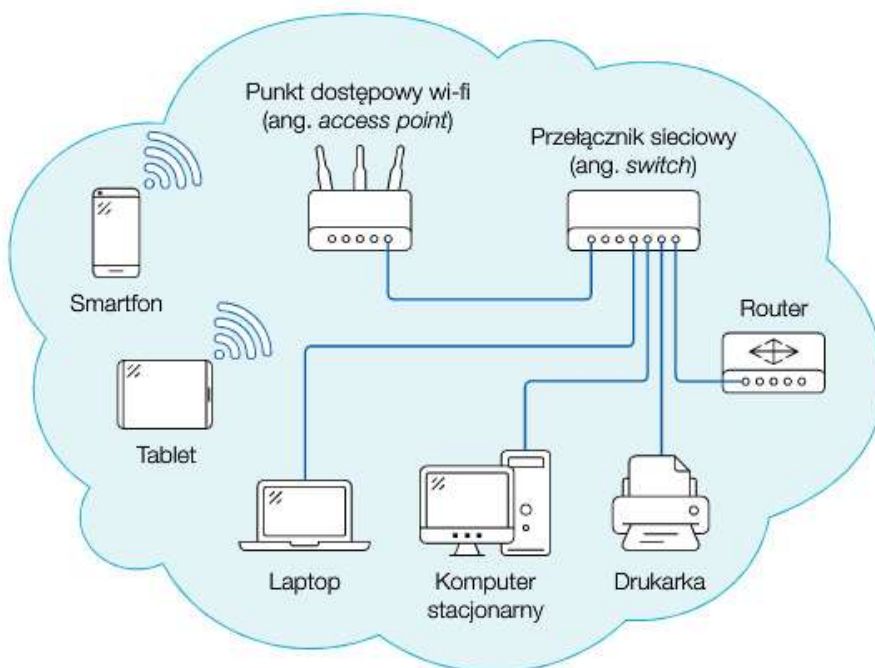 Punkt dostępowy wi-fi
(ang. access point)
Przełącznik sieciowy
(ang. switch)
Smartfon
Router
Tablet
Laptop
Komputer
stacjonarny
Drukarka